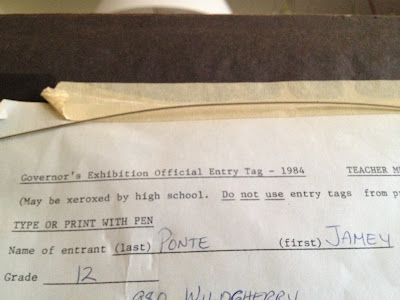 Governor's Exhibition Official Entry Tag - 1984 TEACHER
(May be xeroxed by high school. Do not use entry tags from
TYPE OR PRINT WITH PEN
Name of entrant (last) PONTE (first) JAMEY
Grade 12